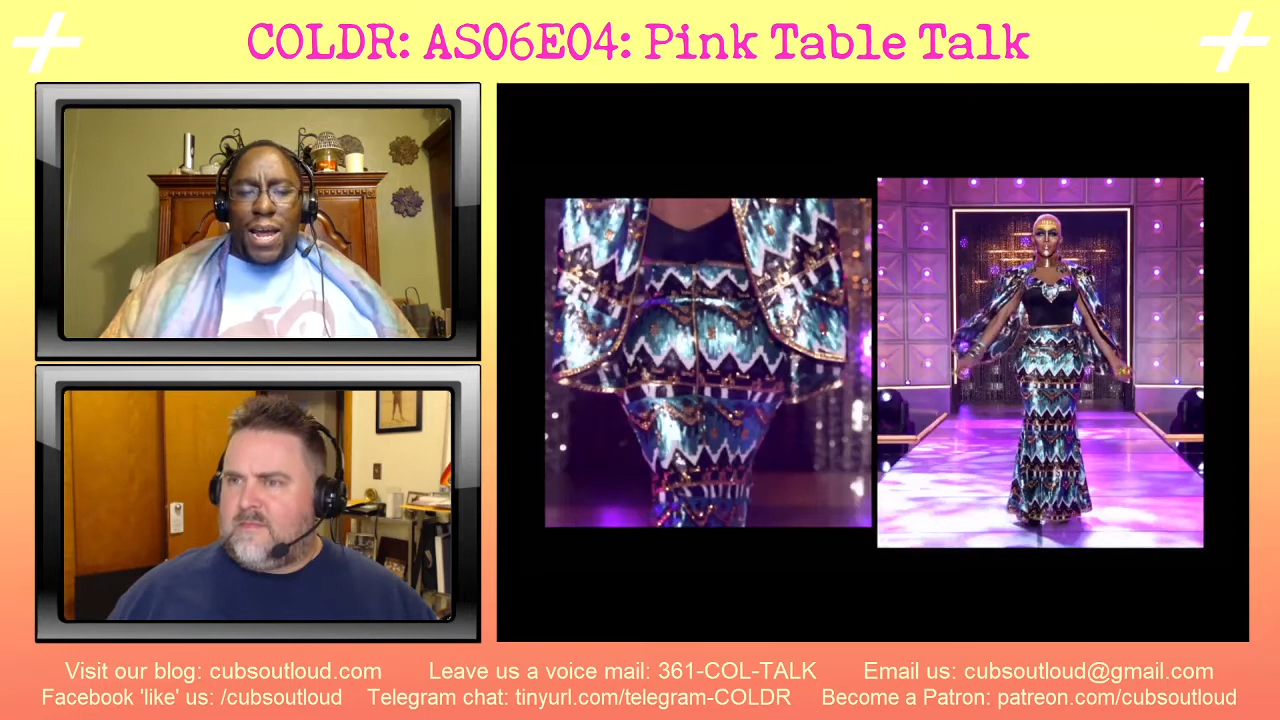 COLDR: AS06E04: Pink Table Talk
Visit our blog: cubsoutloud.com Leave us a voice mail: 361-COL-TALK Email us: cubsoutloud@gmail.com
Facebook 'like' us: /cubsoutloud Telegram chat: tinyurl.com/telegram-COLDR Become a Patron: patreon.com/cubsoutloud